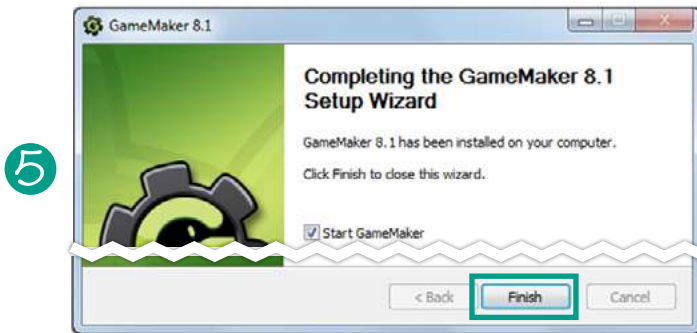 GameMaker 8.1
Completing the GameMaker 8.1
Setup Wizard
GameMaker 8.1 has been installed on your computer.
Click Finish to close this wizard.
5
Start GameMaker
< Back Finish Cancel